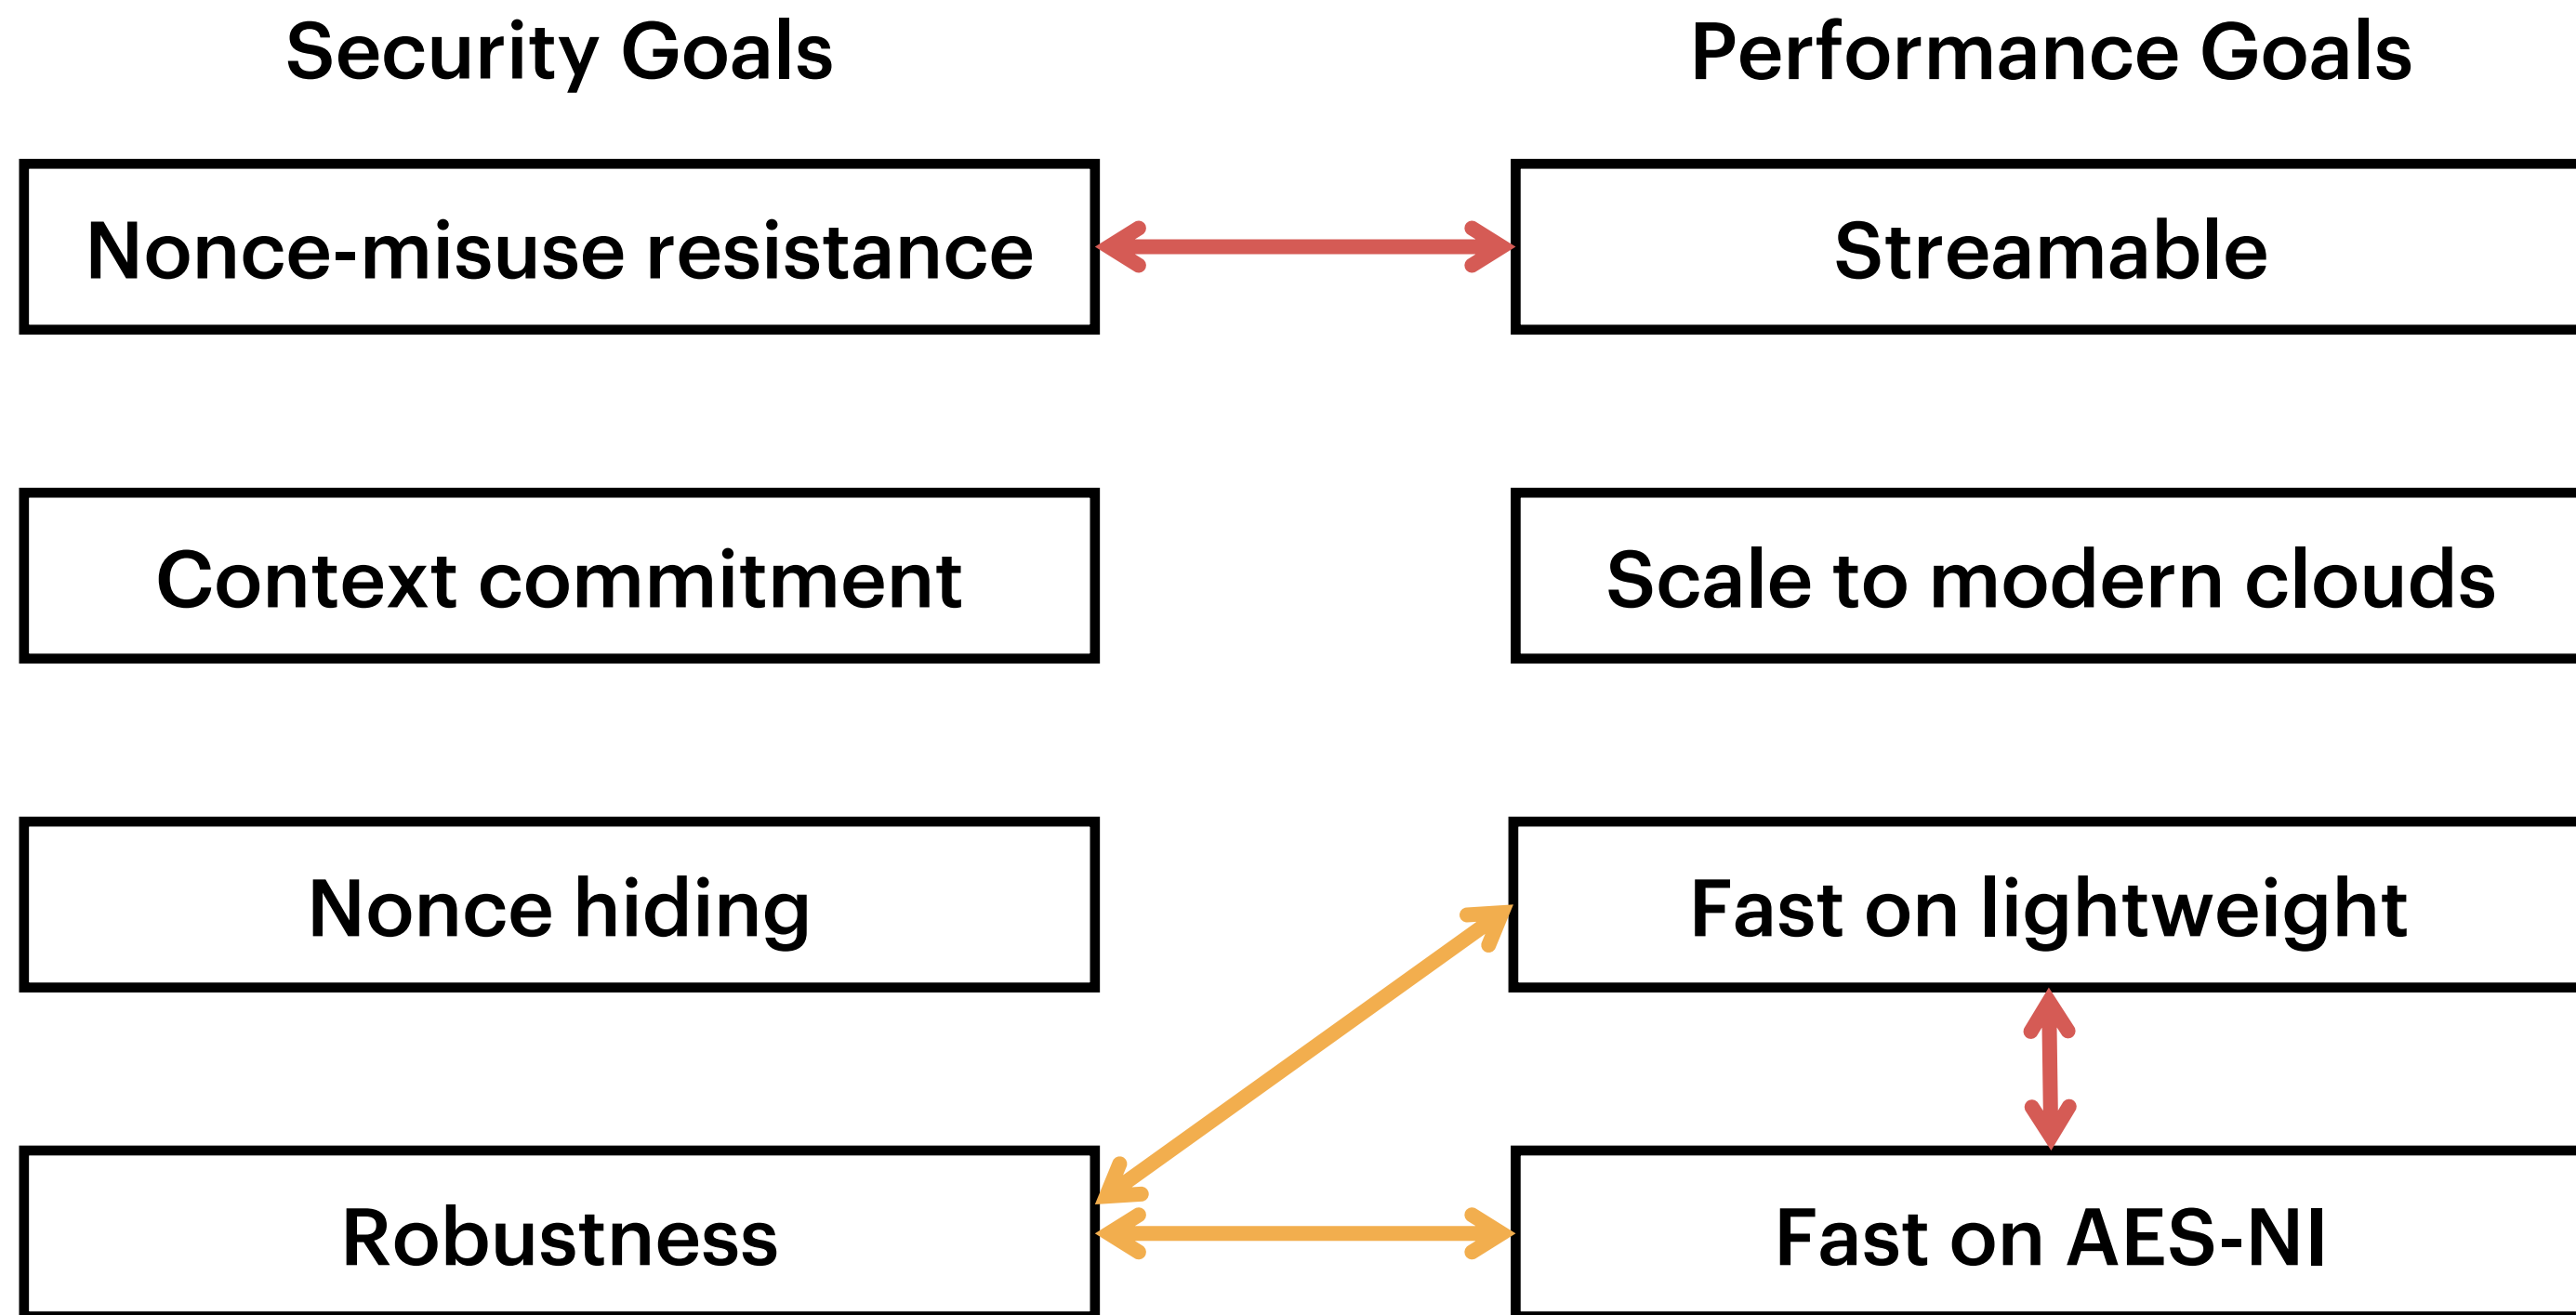 Security Goals
Performance Goals
Nonce-misuse resistance
Streamable
Context commitment
Scale to modern clouds
Nonce hiding
Fast on lightweight
Robustness
Fast on AES-NI